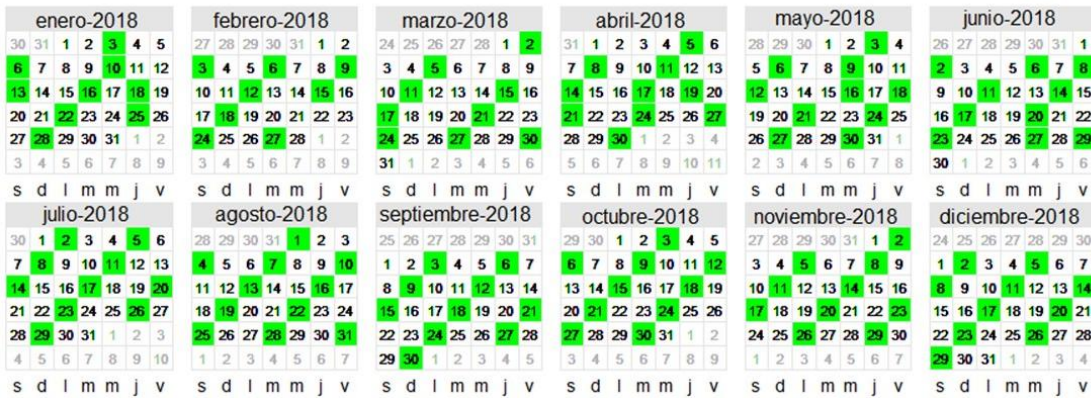 enero-2018
30 31 1 2 3 4 5
6 7 8 9 10 11 12
13 14 15 16 17 18 19
20 21 22 23 24 25 26
27 28 29 30 31 1 2
3 4 5 6 7 8 9
s d l m m j v
febrero-2018
27 28 29 30 31 1 2
3 4 5 6 7 8 9
10 11 12 13 14 15 16
17 18 19 20 21 22 23
24 25 26 27 28 1 2
3 4 5 6 7 8 9
s d l m m j v
marzo-2018
24 25 26 27 28 1 2
3 4 5 6 7 8 9
10 11 12 13 14 15 16
17 18 19 20 21 22 23
24 25 26 27 28 29 30
31 1 2 3 4 5 6
s d l m m j v
abril-2018
31 1 2 3 4 5 6
7 8 9 10 11 12 13
14 15 16 17 18 19 20
21 22 23 24 25 26 27
28 29 30 1 2 3 4
5 6 7 8 9 10 11
s d l m m j v
mayo-2018
28 29 30 1 2 3 4
5 6 7 8 9 10 11
12 13 14 15 16 17 18
19 20 21 22 23 24 25
26 27 28 29 30 31 1
2 3 4 5 6 7 8
s d l m m j v
junio-2018
26 27 28 29 30 31 1
2 3 4 5 6 7 8
9 10 11 12 13 14 15
16 17 18 19 20 21 22
23 24 25 26 27 28 29
30 1 2 3 4 5 6
s d l m m j v
julio-2018
30 1 2 3 4 5 6
7 8 9 10 11 12 13
14 15 16 17 18 19 20
21 22 23 24 25 26 27
28 29 30 31 1 2 3
4 5 6 7 8 9 10
s d l m m j v
agosto-2018
28 29 30 31 1 2 3
4 5 6 7 8 9 10
11 12 13 14 15 16 17
18 19 20 21 22 23 24
25 26 27 28 29 30 31
1 2 3 4 5 6 7
s d l m m j v
septiembre-2018
25 26 27 28 29 30 31
1 2 3 4 5 6 7
8 9 10 11 12 13 14
15 16 17 18 19 20 21
22 23 24 25 26 27 28
29 30 1 2 3 4 5
s d l m m j v
octubre-2018
29 30 1 2 3 4 5
6 7 8 9 10 11 12
13 14 15 16 17 18 19
20 21 22 23 24 25 26
27 28 29 30 31 1 2
3 4 5 6 7 8 9
s d l m m j v
noviembre-2018
27 28 29 30 31 1 2
3 4 5 6 7 8 9
10 11 12 13 14 15 16
17 18 19 20 21 22 23
24 25 26 27 28 29 30
1 2 3 4 5 6 7
s d l m m j v
diciembre-2018
24 25 26 27 28 29 30
1 2 3 4 5 6 7
8 9 10 11 12 13 14
15 16 17 18 19 20 21
22 23 24 25 26 27 28
29 30 31 1 2 3 4
s d l m m j v